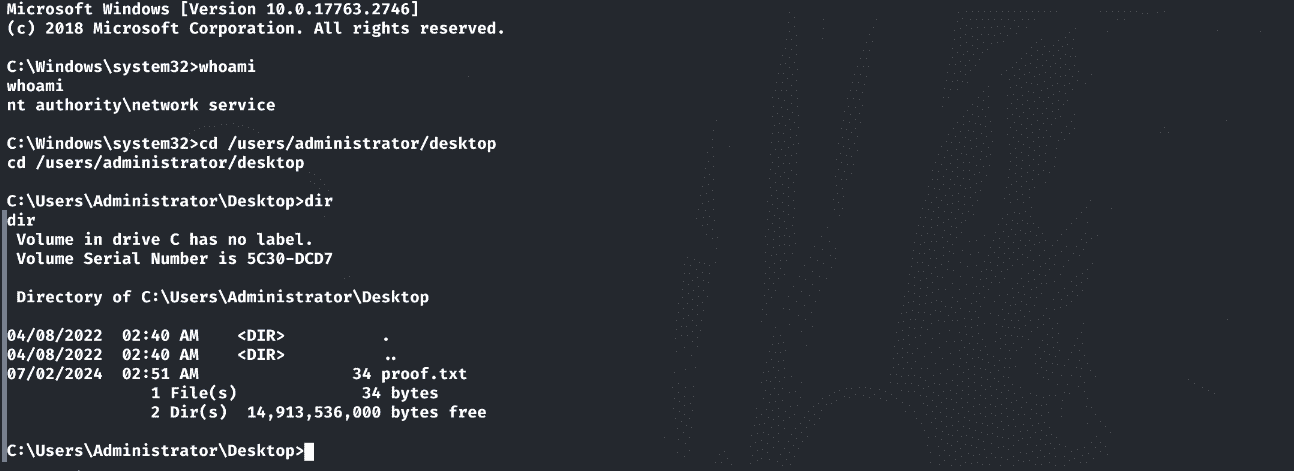 Microsoft Windows [Version 10.0.17763.2746]
(c) 2018 Microsoft Corporation. All rights reserved.
C:\Windows\system32>whoami
whoami
nt authority\network service
C:\Windows\system32>cd /users/administrator/desktop
cd /users/administrator/desktop
C:\Users\Administrator\Desktop>dir
dir
 Volume in drive C has no label.
 Volume Serial Number is 5C30-DCD7
 Directory of C:\Users\Administrator\Desktop
04/08/2022  02:40 AM    <DIR>          .
04/08/2022  02:40 AM    <DIR>          ..
07/02/2024  02:51 AM                34 proof.txt
               1 File(s)             34 bytes
               2 Dir(s)  14,913,536,000 bytes free
C:\Users\Administrator\Desktop>